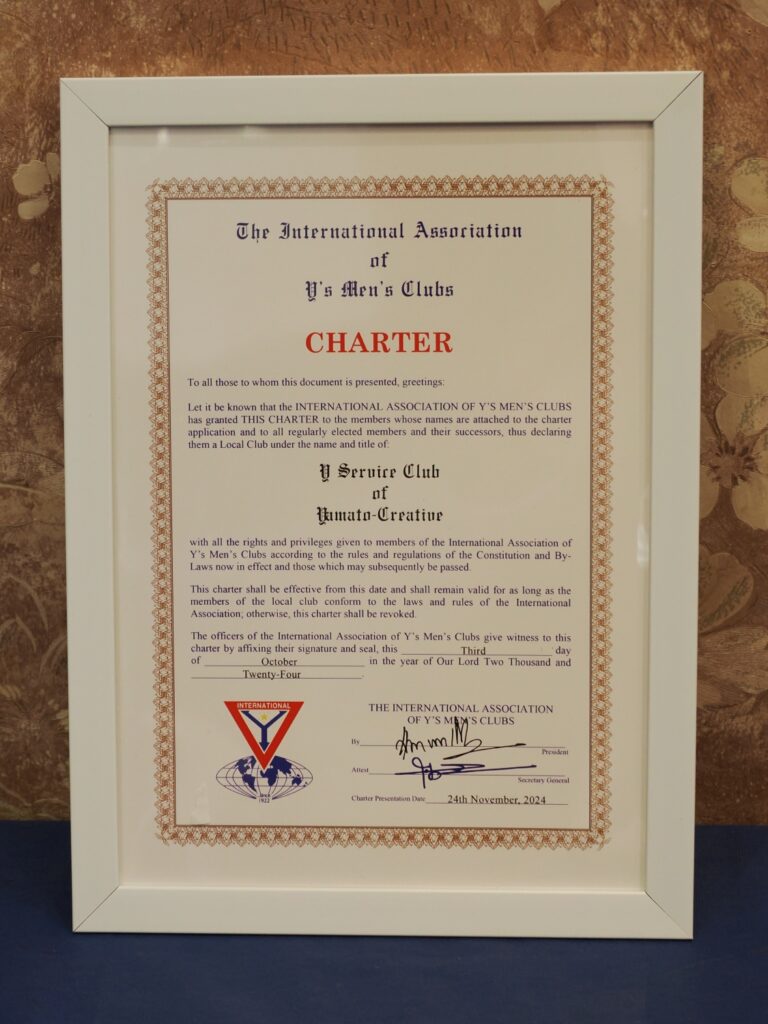 The International Association
of
Y's Men's Clubs
CHARTER
To all those to whom this document is presented, greetings:
Let it be known that the INTERNATIONAL ASSOCIATION OF Y'S MEN'S CLUBS
has granted THIS CHARTER to the members whose names are attached to the charter
application and to all regularly elected members and their successors, thus declaring
them a Local Club under the name and title of:
Y Service Club
of
Yamato-Creative
with all the rights and privileges given to members of the International Association of
Y's Men's Clubs according to the rules and regulations of the Constitution and By-
Laws now in effect and those which may subsequently be passed.
This charter shall be effective from this date and shall remain valid for as long as the
members of the local club conform to the laws and rules of the International
Association; otherwise, this charter shall be revoked.
The officers of the International Association of Y's Men's Clubs give witness to this
charter by affixing their signature and seal, this Third day
of October in the year of Our Lord Two Thousand and
Twenty-Four.
INTERNATIONAL
Since
1922
THE INTERNATIONAL ASSOCIATION
OF Y'S MEN'S CLUBS
By
President
Attest
Secretary General
Charter Presentation Date 24th November, 2024